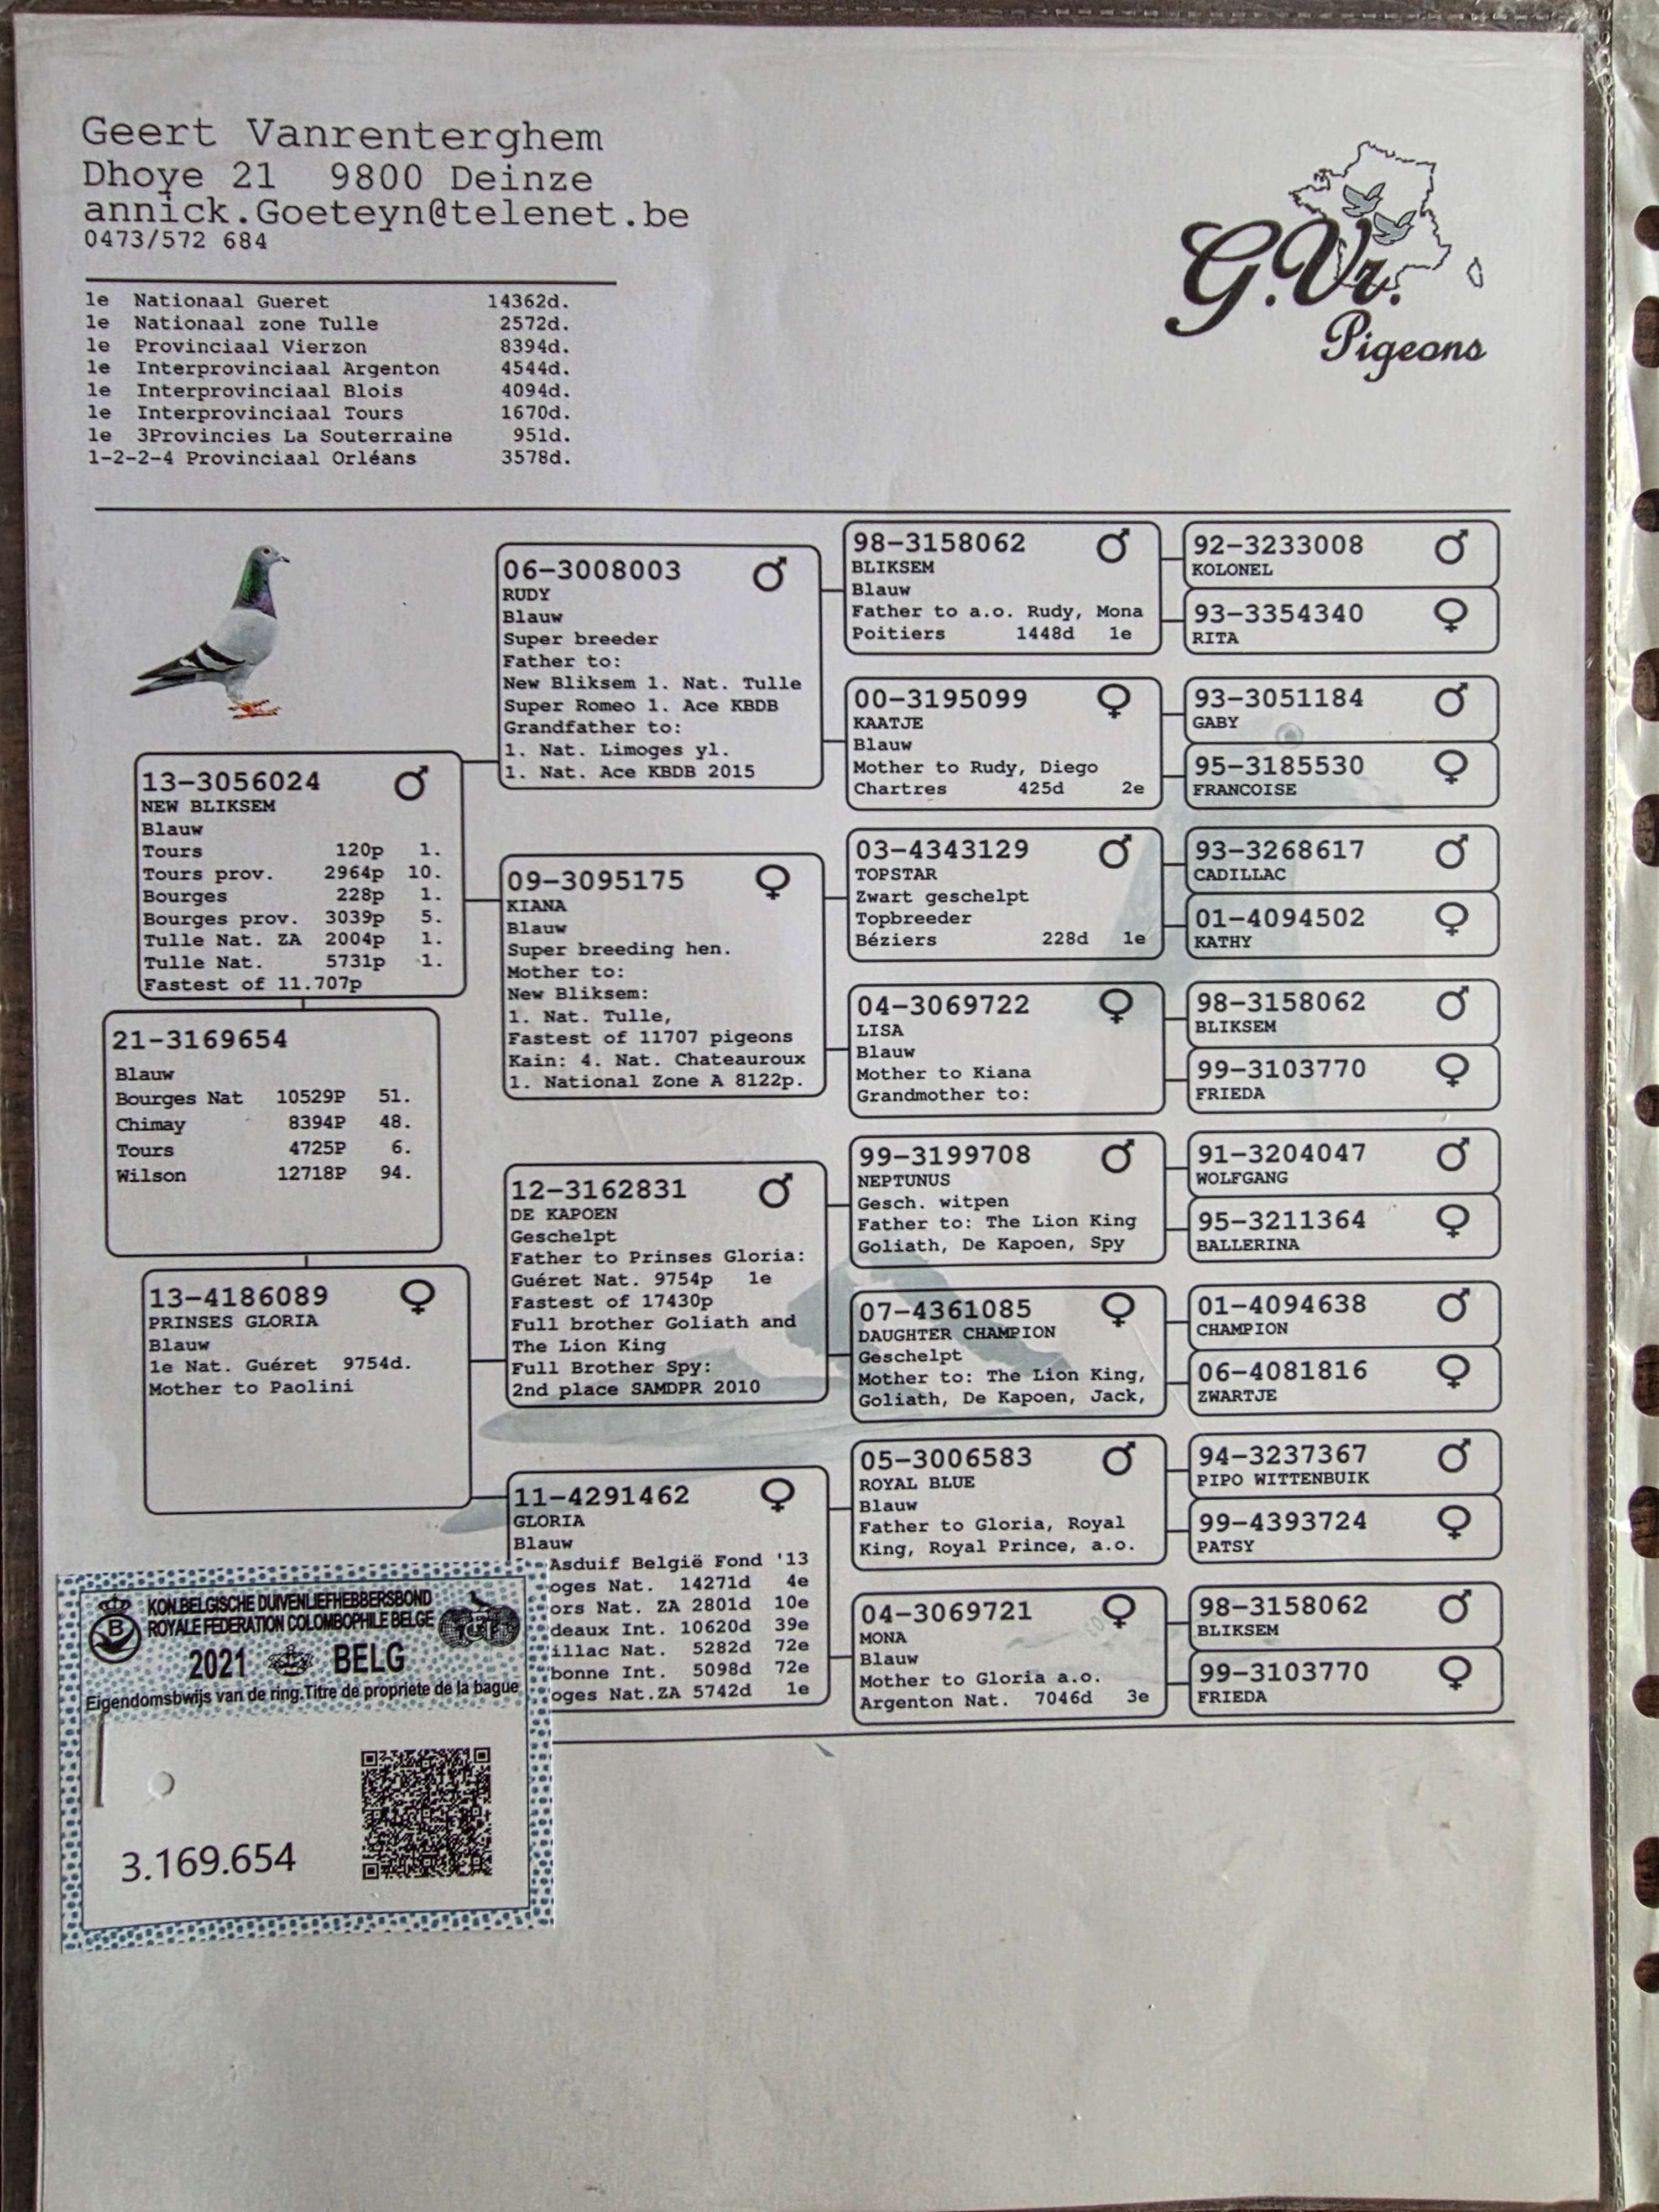 Geert Vanrenterghem
Dhoye 21 9800 Deinze
annick.Goeteyn@telenet.be
0473/572 684
G.Vr.
Pigeons
1e Nationaal Gueret 14362d.
1e Nationaal zone Tulle 2572d.
1e Provinciaal Vierzon 8394d.
1e Interprovinciaal Argenton 4544d.
1e Interprovinciaal Blois 4094d.
1e Interprovinciaal Tours 1670d.
1e 3Provincies La Souterraine 951d.
1-2-2-4 Provinciaal Orléans 3578d.
21-3169654
Blauw
Bourges Nat 10529P 51.
Chimay 8394P 48.
Tours 4725P 6.
Wilson 12718P 94.
13-3056024 ♂
NEW BLIKSEM
Blauw
Tours 120p 1.
Tours prov. 2964p 10.
Bourges 228p 1.
Bourges prov. 3039p 5.
Tulle Nat. ZA 2004p 1.
Tulle Nat. 5731p 1.
Fastest of 11.707p
13-4186089 ♀
PRINSES GLORIA
Blauw
1e Nat. Guéret 9754d.
Mother to Paolini
06-3008003 ♂
RUDY
Blauw
Super breeder
Father to:
New Bliksem 1. Nat. Tulle
Super Romeo 1. Ace KBDB
Grandfather to:
1. Nat. Limoges yl.
1. Nat. Ace KBDB 2015
09-3095175 ♀
KIANA
Blauw
Super breeding hen.
Mother to:
New Bliksem:
1. Nat. Tulle,
Fastest of 11707 pigeons
Kain: 4. Nat. Chateauroux
1. National Zone A 8122p.
12-3162831 ♂
DE KAPOEN
Geschelpt
Father to Prinses Gloria:
Guéret Nat. 9754p 1e
Fastest of 17430p
Full brother Goliath and
The Lion King
Full Brother Spy:
2nd place SAMDPR 2010
11-4291462 ♀
GLORIA
Blauw
Asduif België Fond '13
oges Nat. 14271d 4e
ors Nat. ZA 2801d 10e
deaux Int. 10620d 39e
illac Nat. 5282d 72e
bonne Int. 5098d 72e
oges Nat.ZA 5742d 1e
98-3158062 ♂
BLIKSEM
Blauw
Father to a.o. Rudy, Mona
Poitiers 1448d 1e
00-3195099 ♀
KAATJE
Blauw
Mother to Rudy, Diego
Chartres 425d 2e
03-4343129 ♂
TOPSTAR
Zwart geschelpt
Topbreeder
Béziers 228d 1e
04-3069722 ♀
LISA
Blauw
Mother to Kiana
Grandmother to:
99-3199708 ♂
NEPTUNUS
Gesch. witpen
Father to: The Lion King
Goliath, De Kapoen, Spy
07-4361085 ♀
DAUGHTER CHAMPION
Geschelpt
Mother to: The Lion King,
Goliath, De Kapoen, Jack,
05-3006583 ♂
ROYAL BLUE
Blauw
Father to Gloria, Royal
King, Royal Prince, a.o.
04-3069721 ♀
MONA
Blauw
Mother to Gloria a.o.
Argenton Nat. 7046d 3e
92-3233008 ♂
KOLONEL
93-3354340 ♀
RITA
93-3051184 ♂
GABY
95-3185530 ♀
FRANCOISE
93-3268617 ♂
CADILLAC
01-4094502 ♀
KATHY
98-3158062 ♂
BLIKSEM
99-3103770 ♀
FRIEDA
91-3204047 ♂
WOLFGANG
95-3211364 ♀
BALLERINA
01-4094638 ♂
CHAMPION
06-4081816 ♀
ZWARTJE
94-3237367 ♂
PIPO WITTENBUIK
99-4393724 ♀
PATSY
98-3158062 ♂
BLIKSEM
99-3103770 ♀
FRIEDA
KON.BELGISCHE DUIVENLIEFHEBBERSBOND
ROYALE FEDERATION COLOMBOPHILE BELGE
B
2021 BELG
Eigendomsbwijs van de ring.Titre de propriete de la bague
3.169.654